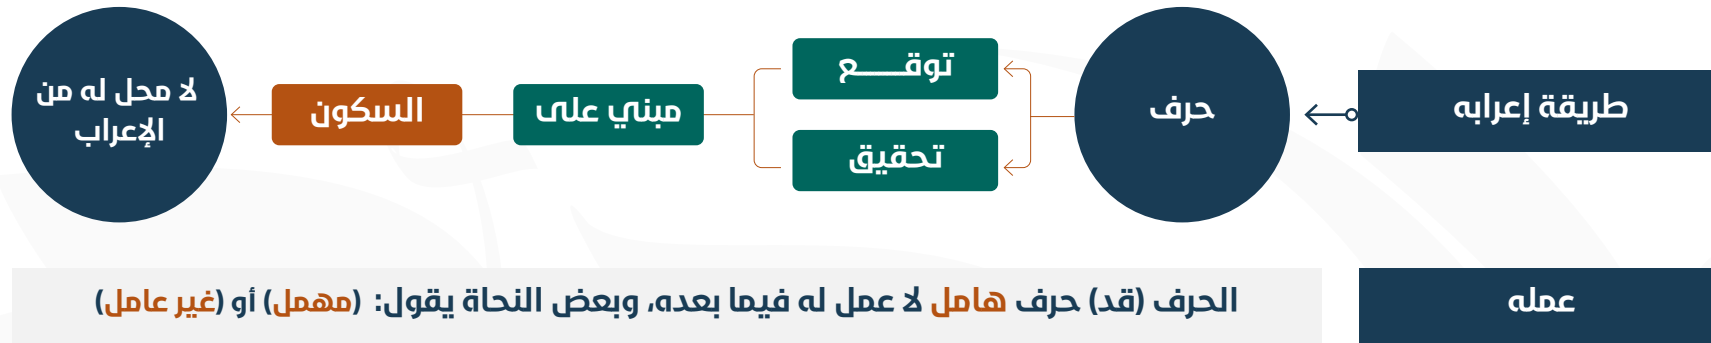 طريقة إعرابه
حرف
توقـــــع
تحقيق
مبني على
السكون
لا محل له من
الإعراب
عمله
الحرف (قد) حرف هامل لا عمل له فيما بعده، وبعض النحاة يقول: (مهمل) أو (غير عامل)